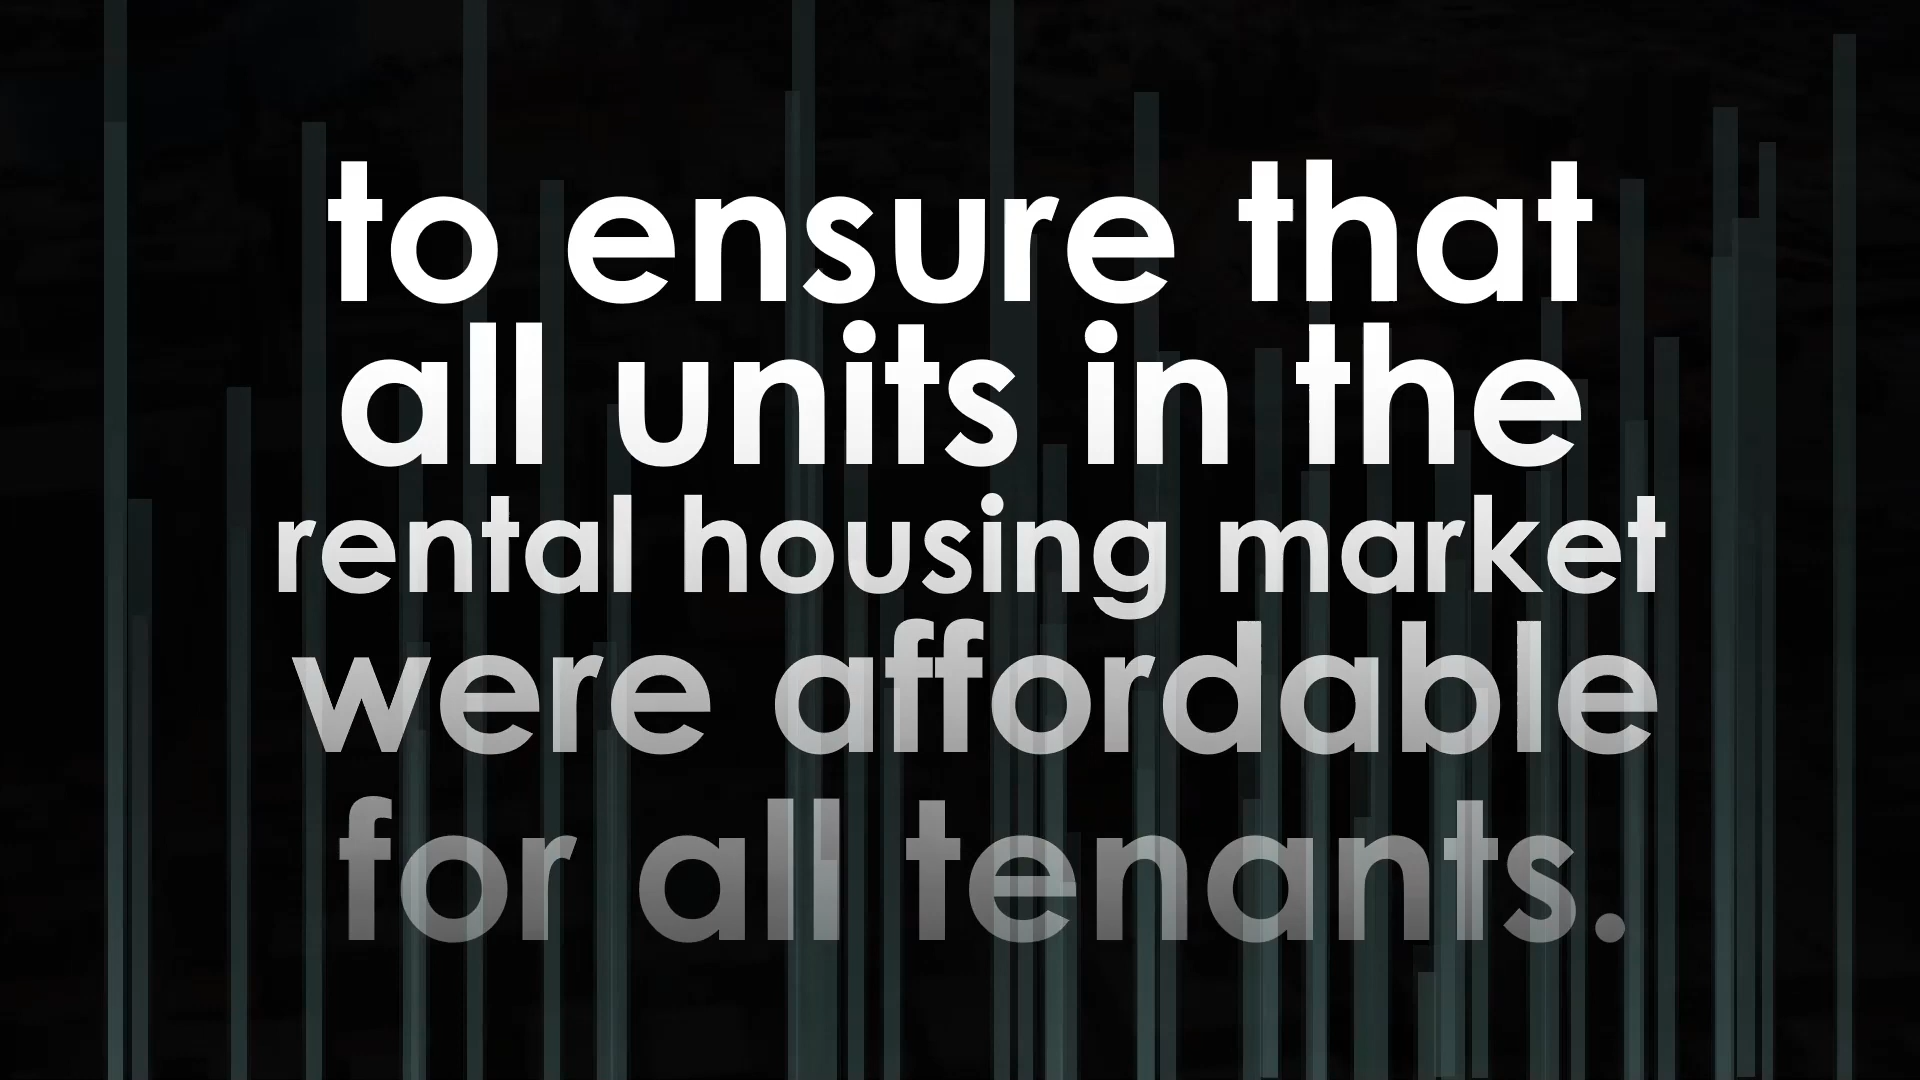 to ensure that
all units in the
rental housing market
were affordable
for all tenants.